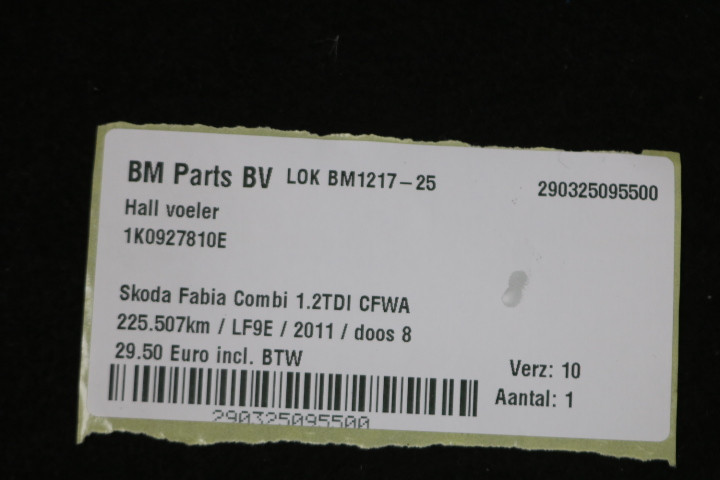 BM Parts BV LOK BM1217-25 290325095500
Hall voeler
1K0927810E
Skoda Fabia Combi 1.2TDI CFWA
225.507km / LF9E / 2011 / doos 8
29.50 Euro incl. BTW
Verz: 10
Aantal: 1
290325095500